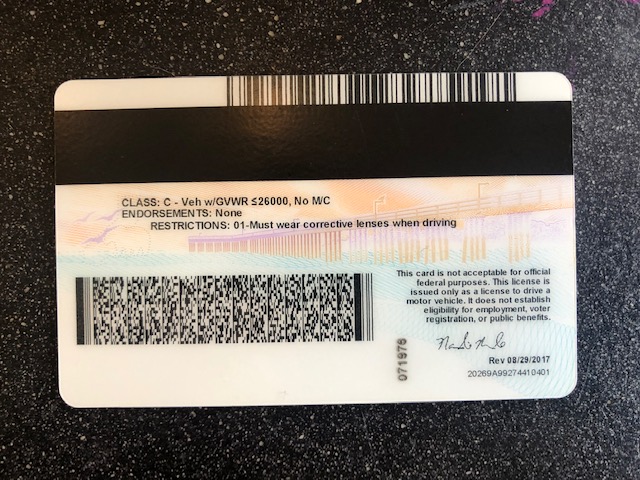 CLASS: C - Veh w/GVWR ≤26000, No M/C
ENDORSEMENTS: None
RESTRICTIONS: 01-Must wear corrective lenses when driving
This card is not acceptable for official
federal purposes. This license is
issued only as a license to drive a
motor vehicle. It does not establish
eligibility for employment, voter
registration, or public benefits.
071976
Rev 08/29/2017
20269A99274410401